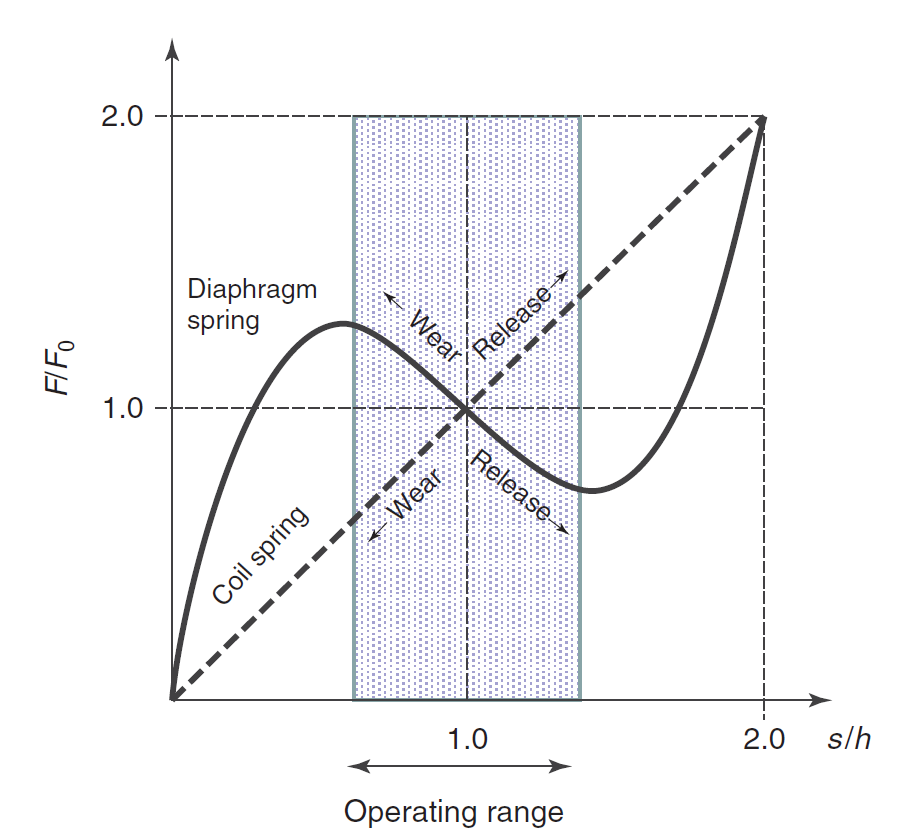 2.0
Diaphragm
spring
Wear
Release
F/F₀
1.0
Wear
Release
Coil spring
1.0
2.0
s/h
Operating range